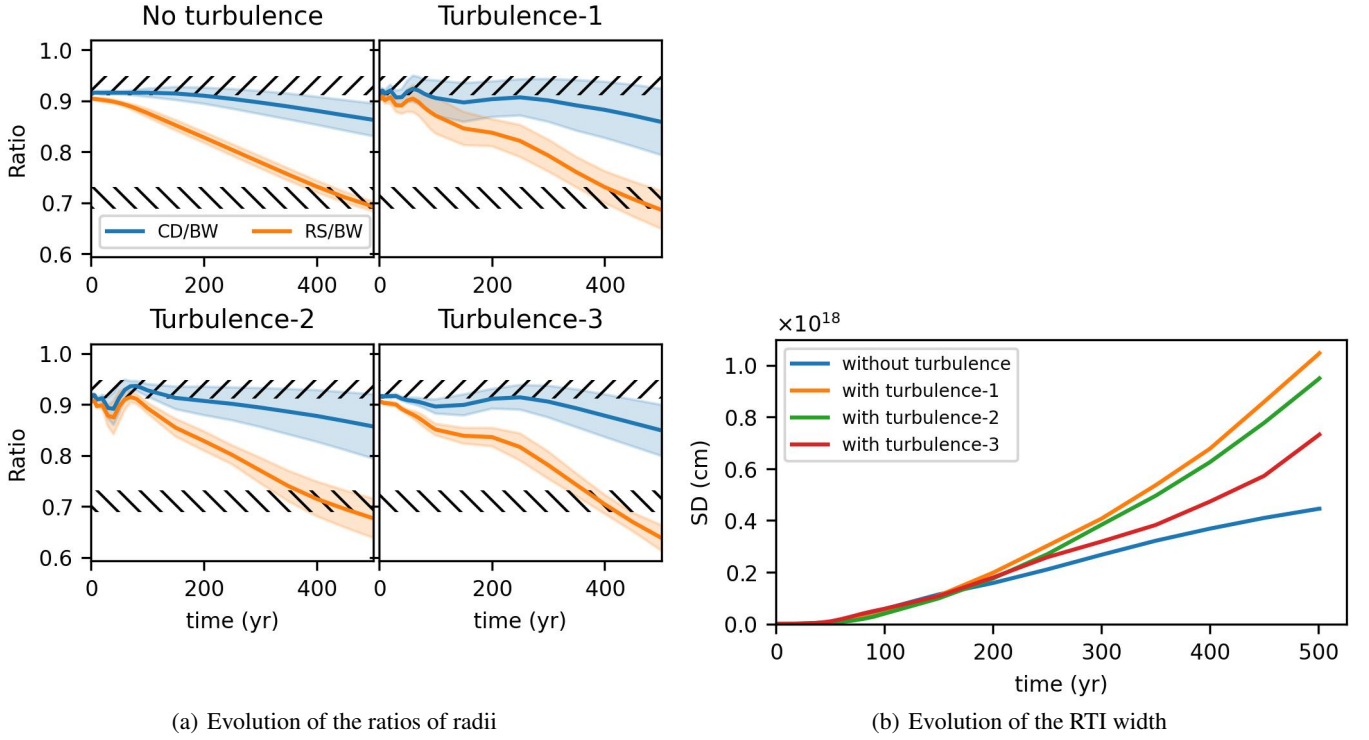 No turbulence
Turbulence-1
1.0
0.9
0.8
0.7
0.6
Ratio
CD/BW
RS/BW
0
200
400
0
200
400
Turbulence-2
Turbulence-3
1.0
0.9
0.8
0.7
0.6
Ratio
0
200
400
0
200
400
time (yr)
time (yr)
(a) Evolution of the ratios of radii
×10^18
1.0
0.8
0.6
0.4
0.2
0.0
SD (cm)
without turbulence
with turbulence-1
with turbulence-2
with turbulence-3
0
100
200
300
400
500
time (yr)
(b) Evolution of the RTI width